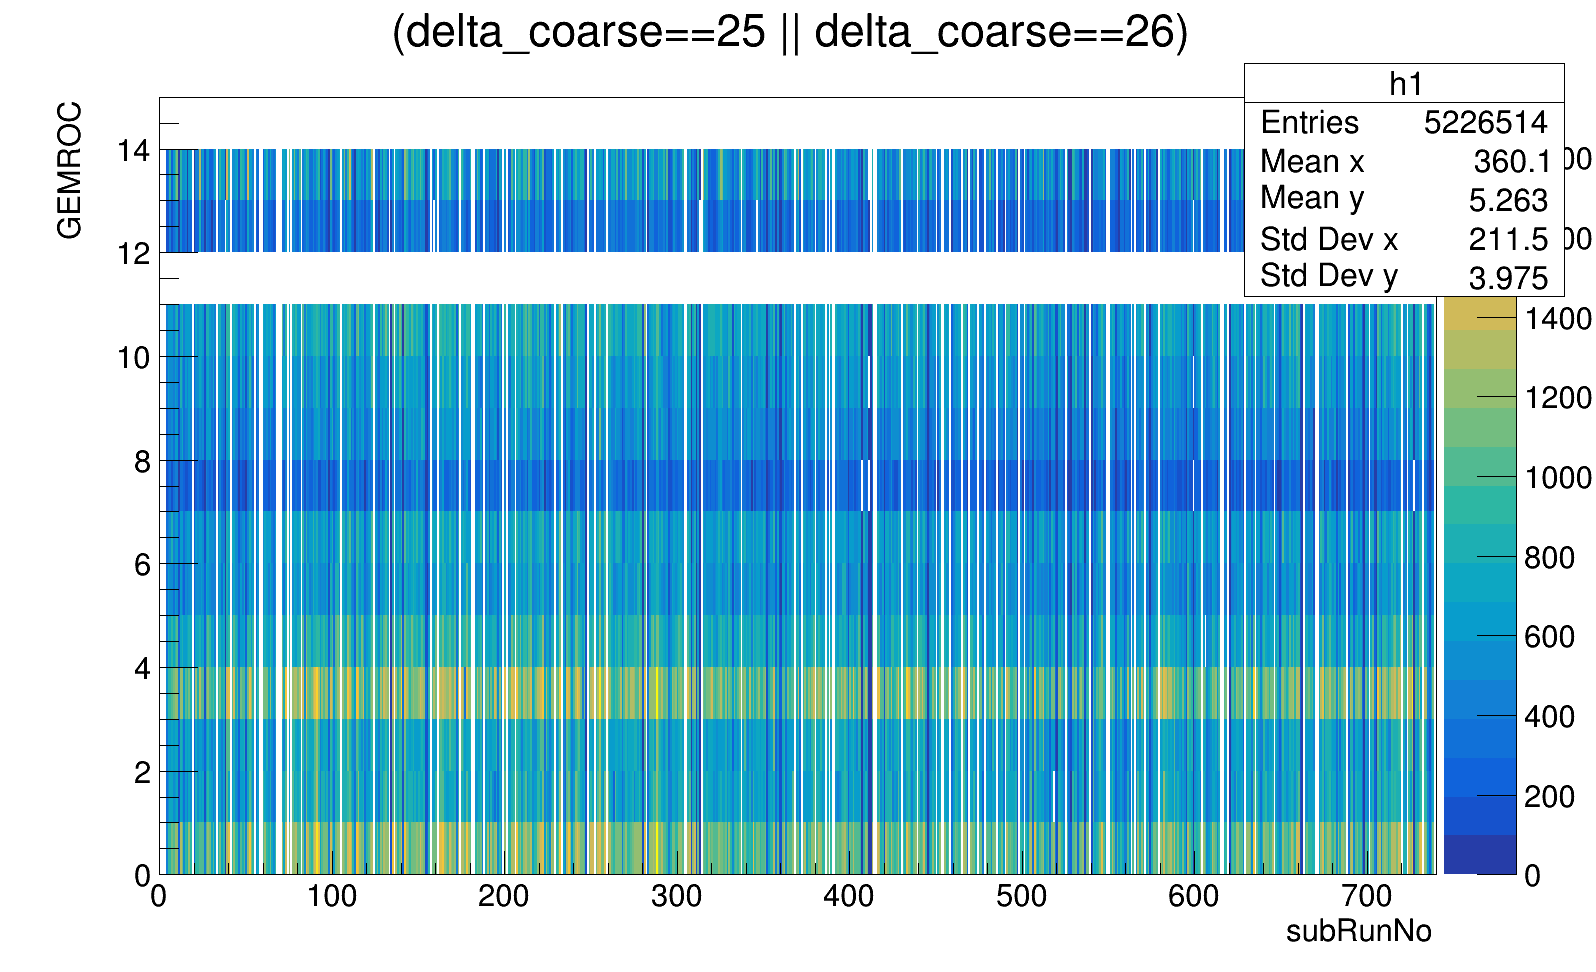 (delta_coarse==25 || delta_coarse==26)
h1
Entries 5226514
Mean x 360.1
Mean y 5.263
Std Dev x 211.5
Std Dev y 3.975
GEMROC
14
12
10
8
6
4
2
0
0 100 200 300 400 500 600 700
subRunNo
1400
1200
1000
800
600
400
200
0